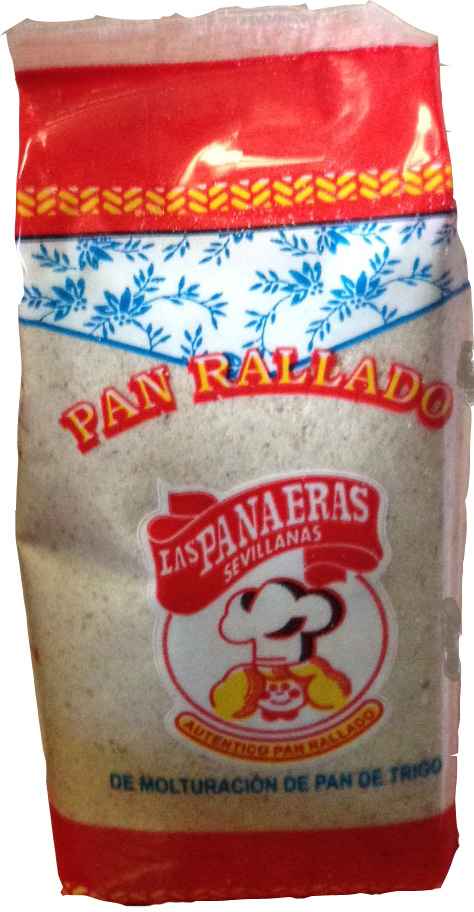 PAN RALLADO
LAS PANAERAS
SEVILLANAS
AUTENTICO PAN RALLADO
DE MOLTURACIÓN DE PAN DE TRIGO